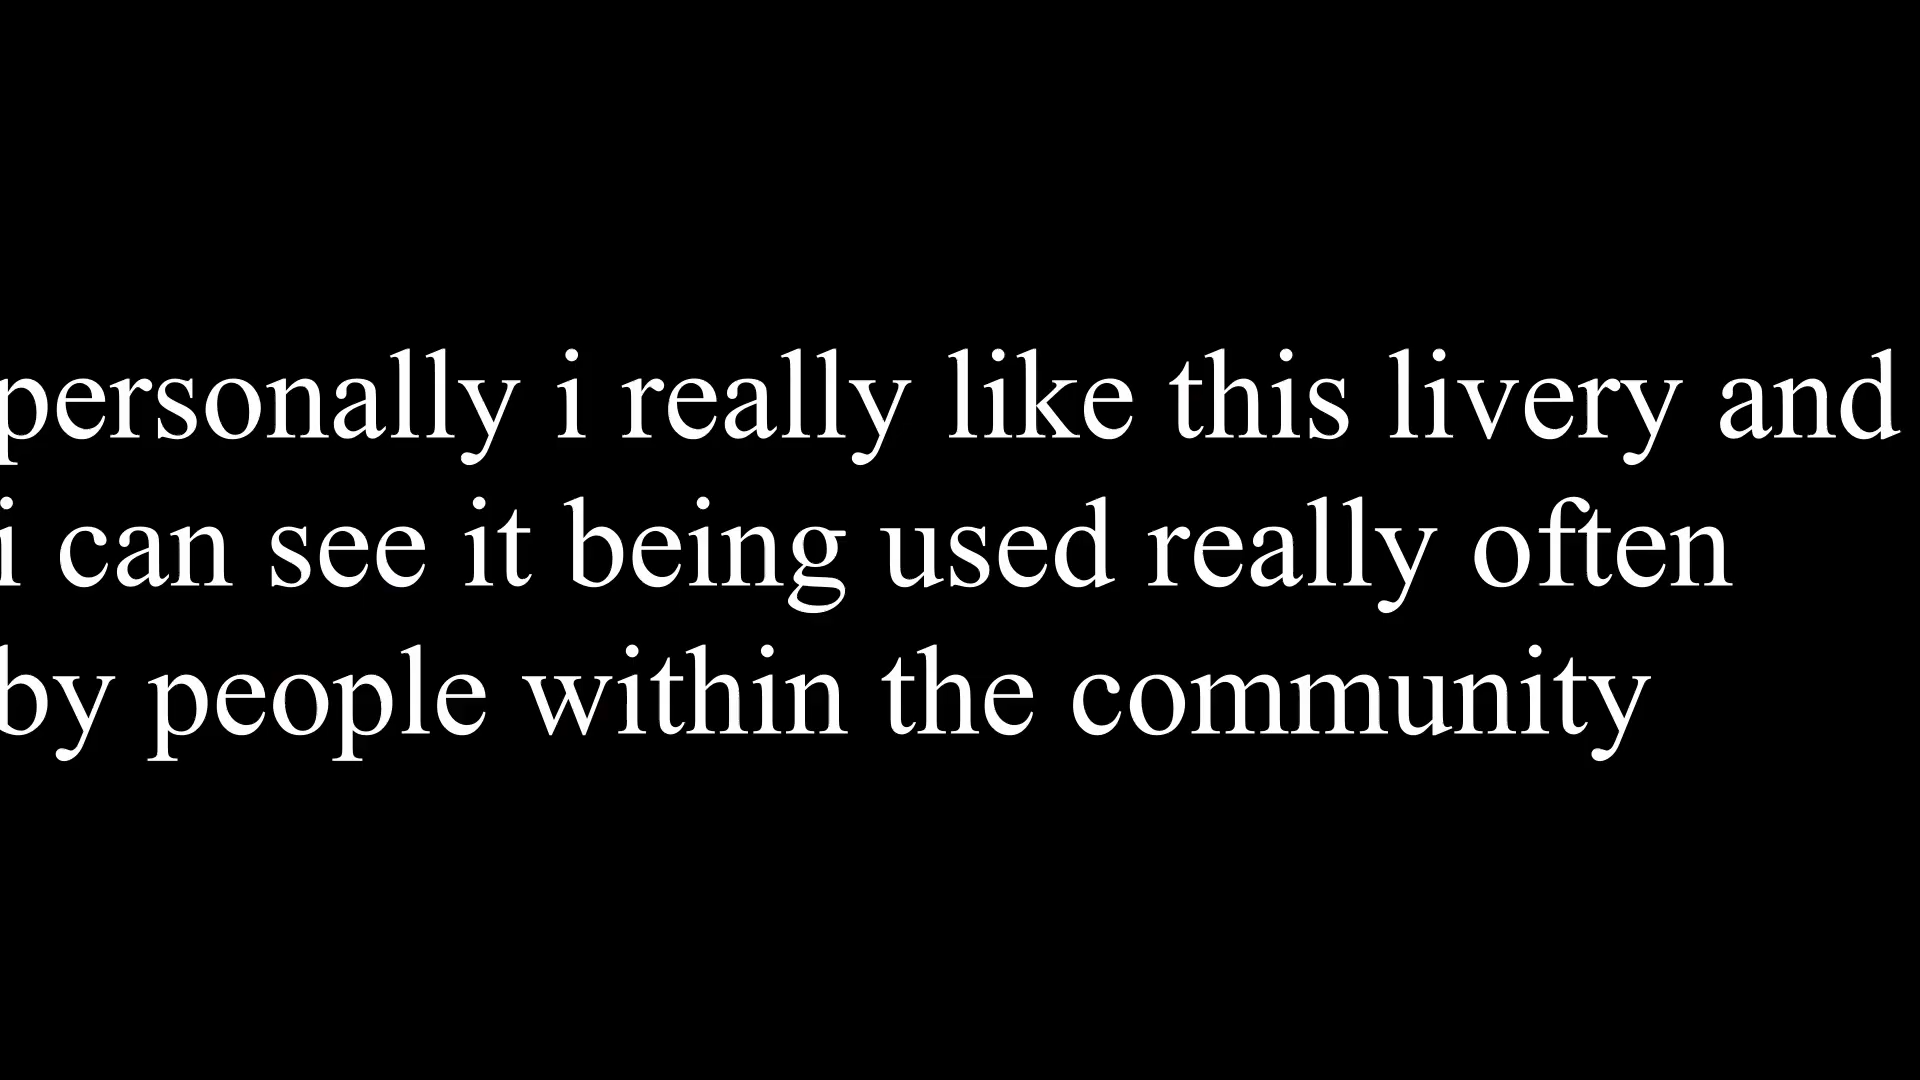 personally i really like this livery and
i can see it being used really often
by people within the community